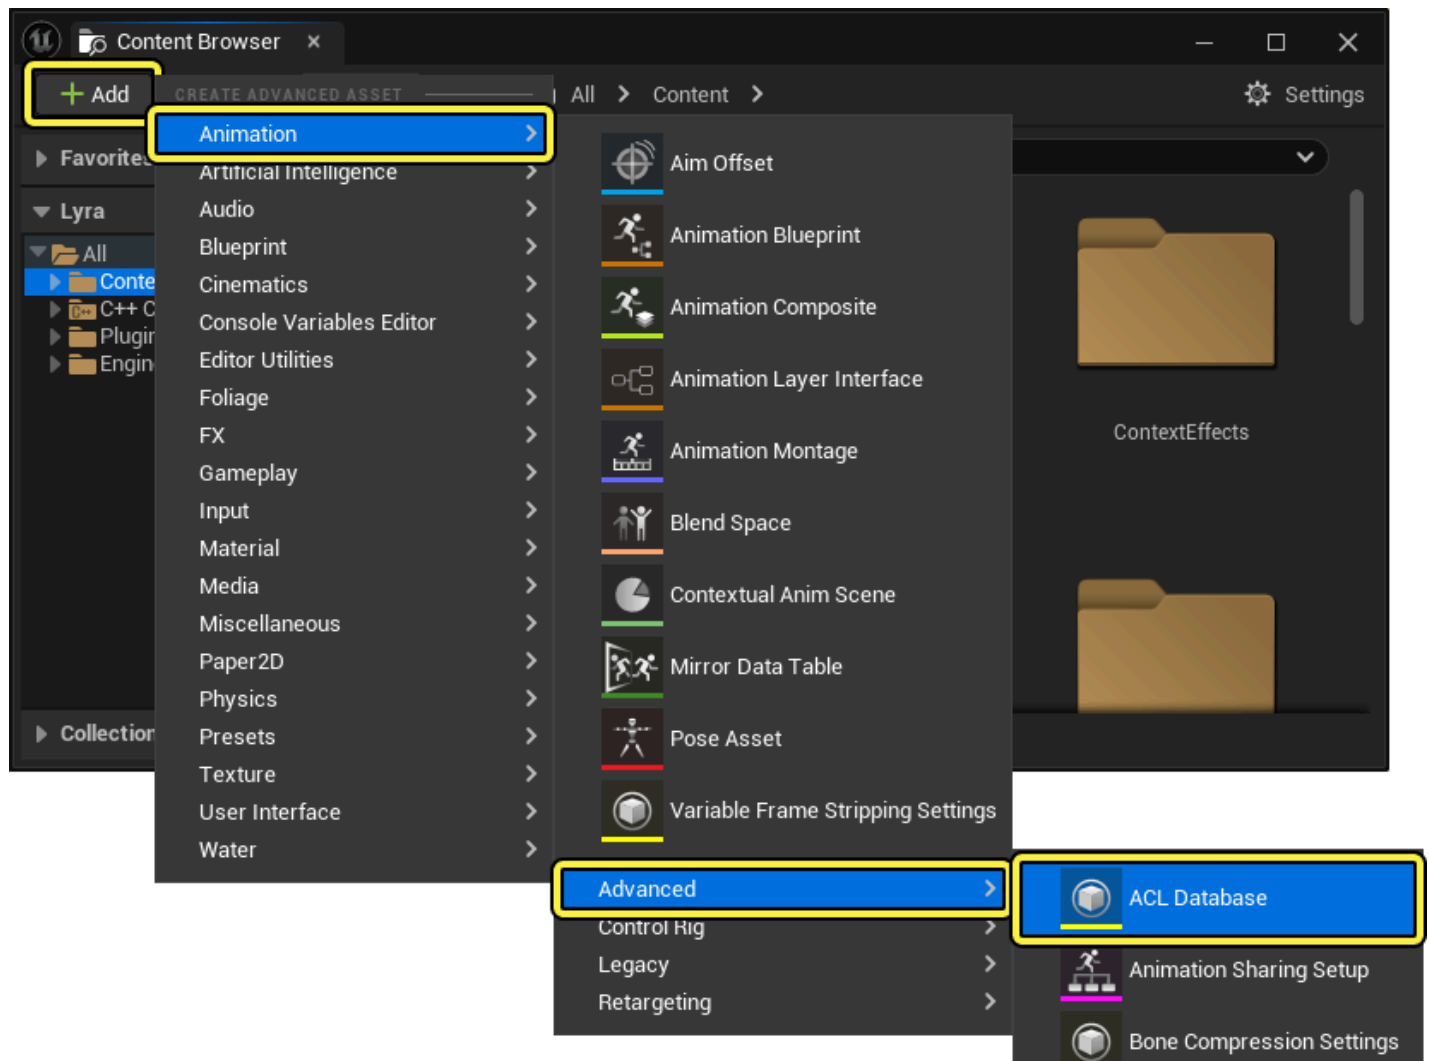 Content Browser
Add
CREATE ADVANCED ASSET
All
Content
Settings
Favorites
Lyra
All
Conte
C++ C
Plugin
Engin
Collection
Animation
Artificial Intelligence
Audio
Blueprint
Cinematics
Console Variables Editor
Editor Utilities
Foliage
FX
Gameplay
Input
Material
Media
Miscellaneous
Paper2D
Physics
Presets
Texture
User Interface
Water
Aim Offset
Animation Blueprint
Animation Composite
Animation Layer Interface
Animation Montage
Blend Space
Contextual Anim Scene
Mirror Data Table
Pose Asset
Variable Frame Stripping Settings
Advanced
Control Rig
Legacy
Retargeting
ACL Database
Animation Sharing Setup
Bone Compression Settings
ContextEffects